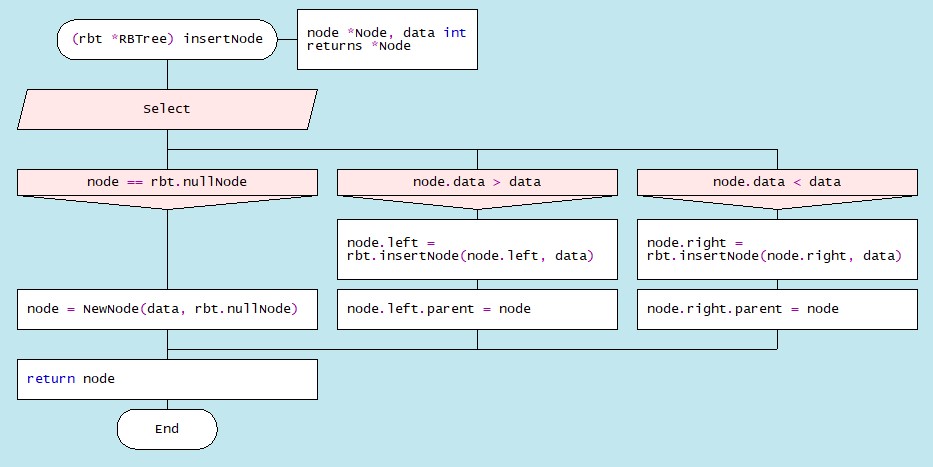 (rbt *RBTree) insertNode
node *Node, data int
returns *Node
Select
node == rbt.nullNode
node.data > data
node.data < data
node.left =
rbt.insertNode(node.left, data)
node.right =
rbt.insertNode(node.right, data)
node = NewNode(data, rbt.nullNode)
node.left.parent = node
node.right.parent = node
return node
End